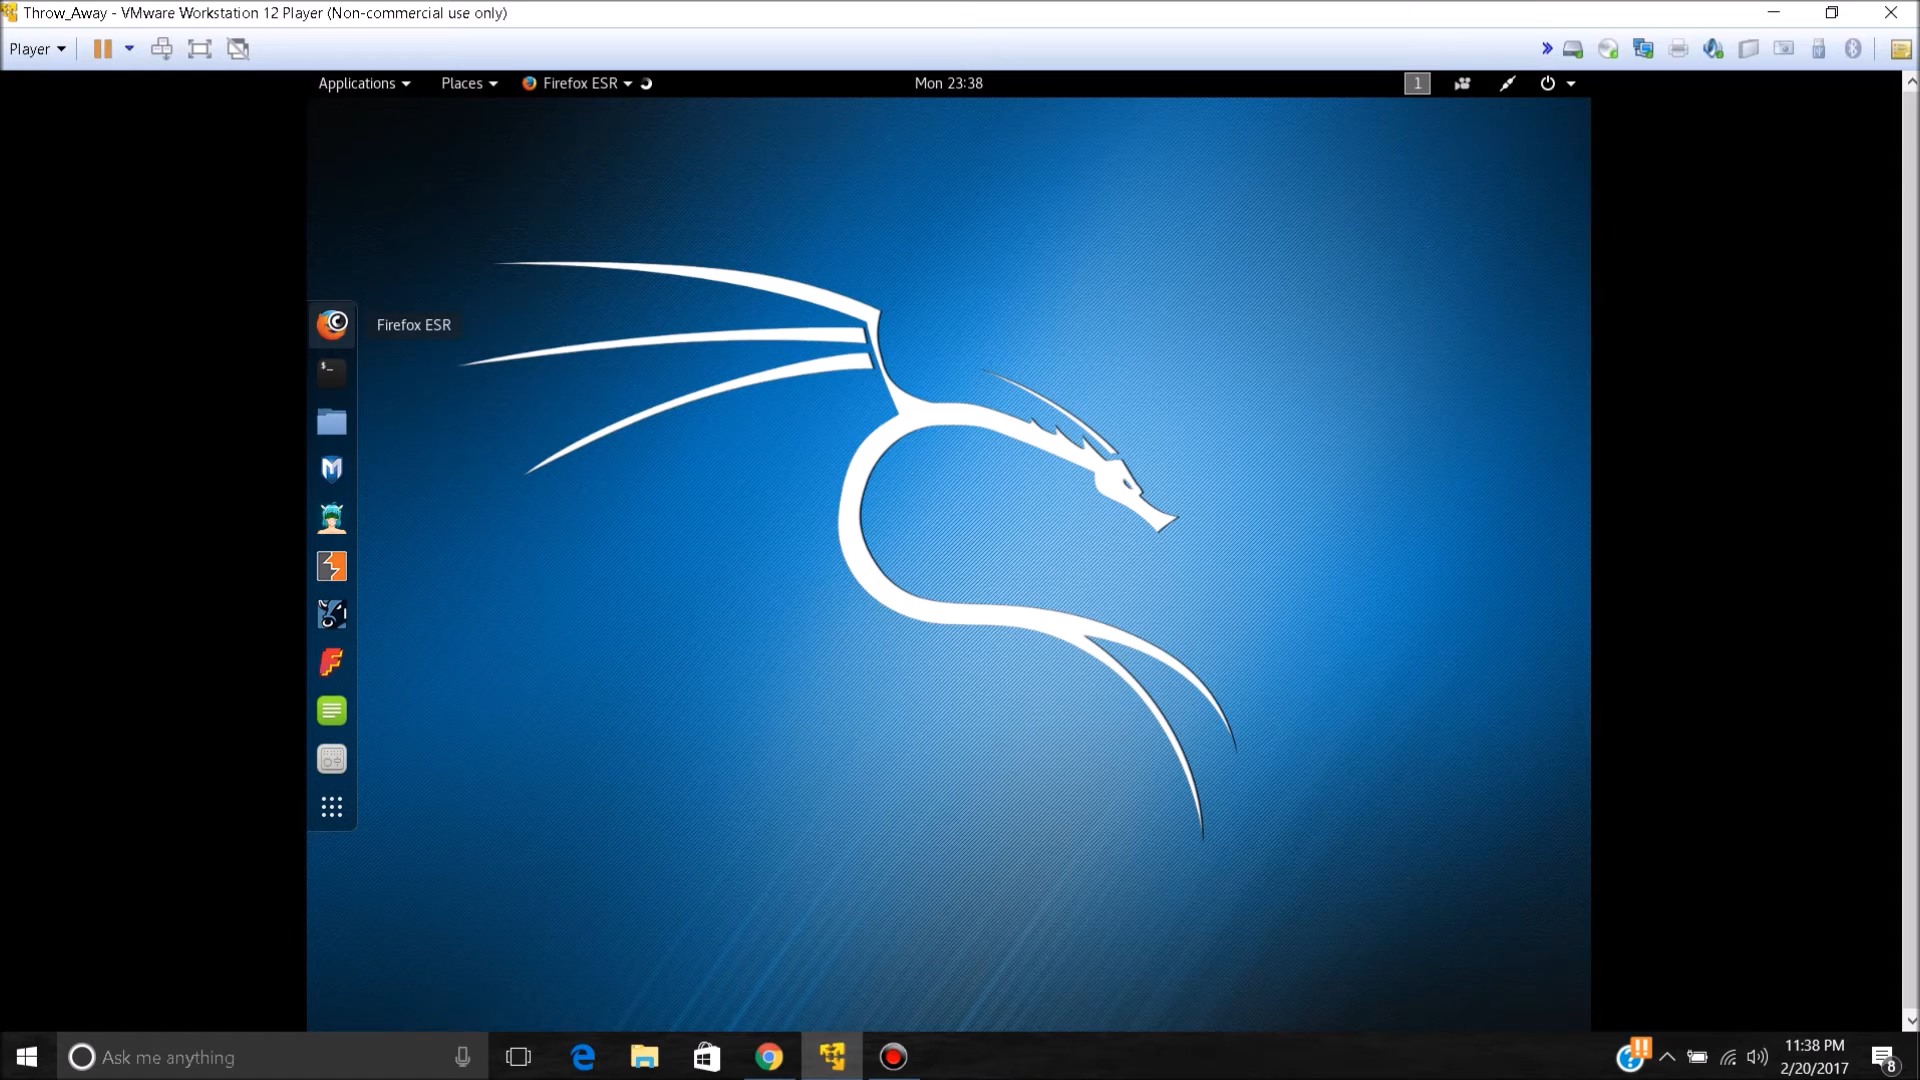 Throw_Away - VMware Workstation 12 Player (Non-commercial use only)
Player
Applications
Places
Firefox ESR
Mon 23:38
1
Firefox ESR
$_
Ask me anything
11:38 PM
2/20/2017
8